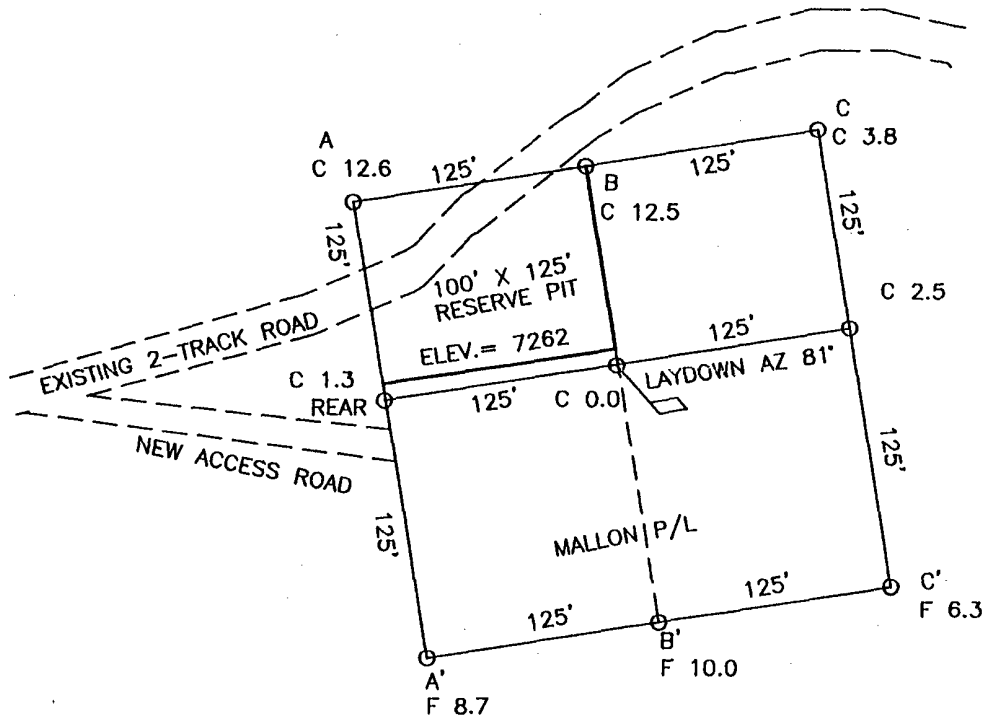 A
C 12.6
125'
B
C 12.5
125'
C
C 3.8
125'
125'
100' X 125'
RESERVE PIT
ELEV.= 7262
C 2.5
125'
EXISTING 2-TRACK ROAD
C 1.3
REAR
125'
C 0.0
LAYDOWN AZ 81°
NEW ACCESS ROAD
125'
125'
MALLON P/L
125'
125'
A'
F 8.7
B'
F 10.0
C'
F 6.3